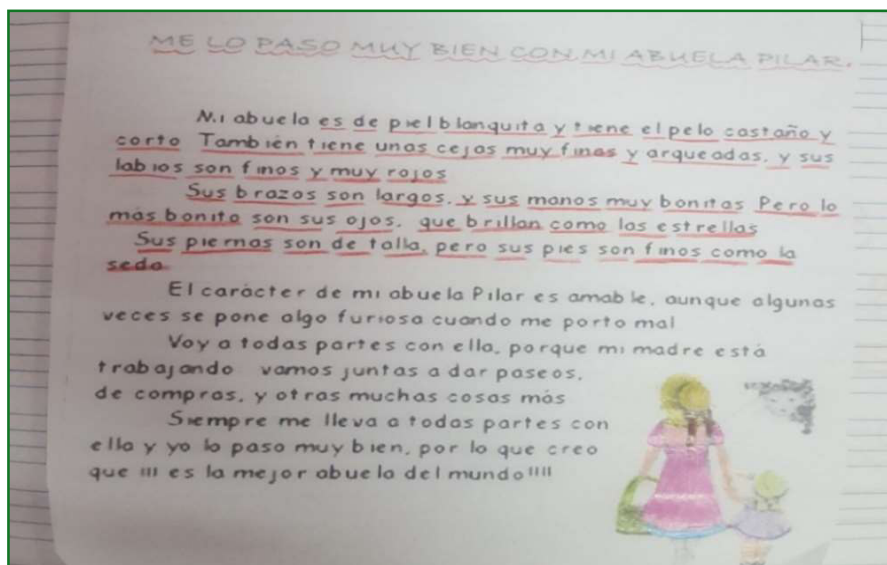 ME LO PASO MUY BIEN CON MI ABUELA PILAR.
Mi abuela es de piel blanquita y tiene el pelo castaño y
corto También tiene unas cejas muy finas y arqueadas, y sus
labios son finos y muy rojos
Sus brazos son largos, y sus manos muy bonitas Pero lo
más bonito son sus ojos, que brillan como las estrellas
Sus piernas son de talla, pero sus pies son finos como la
seda
El carácter de mi abuela Pilar es amable, aunque algunas
veces se pone algo furiosa cuando me porto mal
Voy a todas partes con ella, porque mi madre está
trabajando vamos juntas a dar paseos,
de compras, y otras muchas cosas más
Siempre me lleva a todas partes con
ella y yo lo paso muy bien, por lo que creo
que !!! es la mejor abuela del mundo!!!!